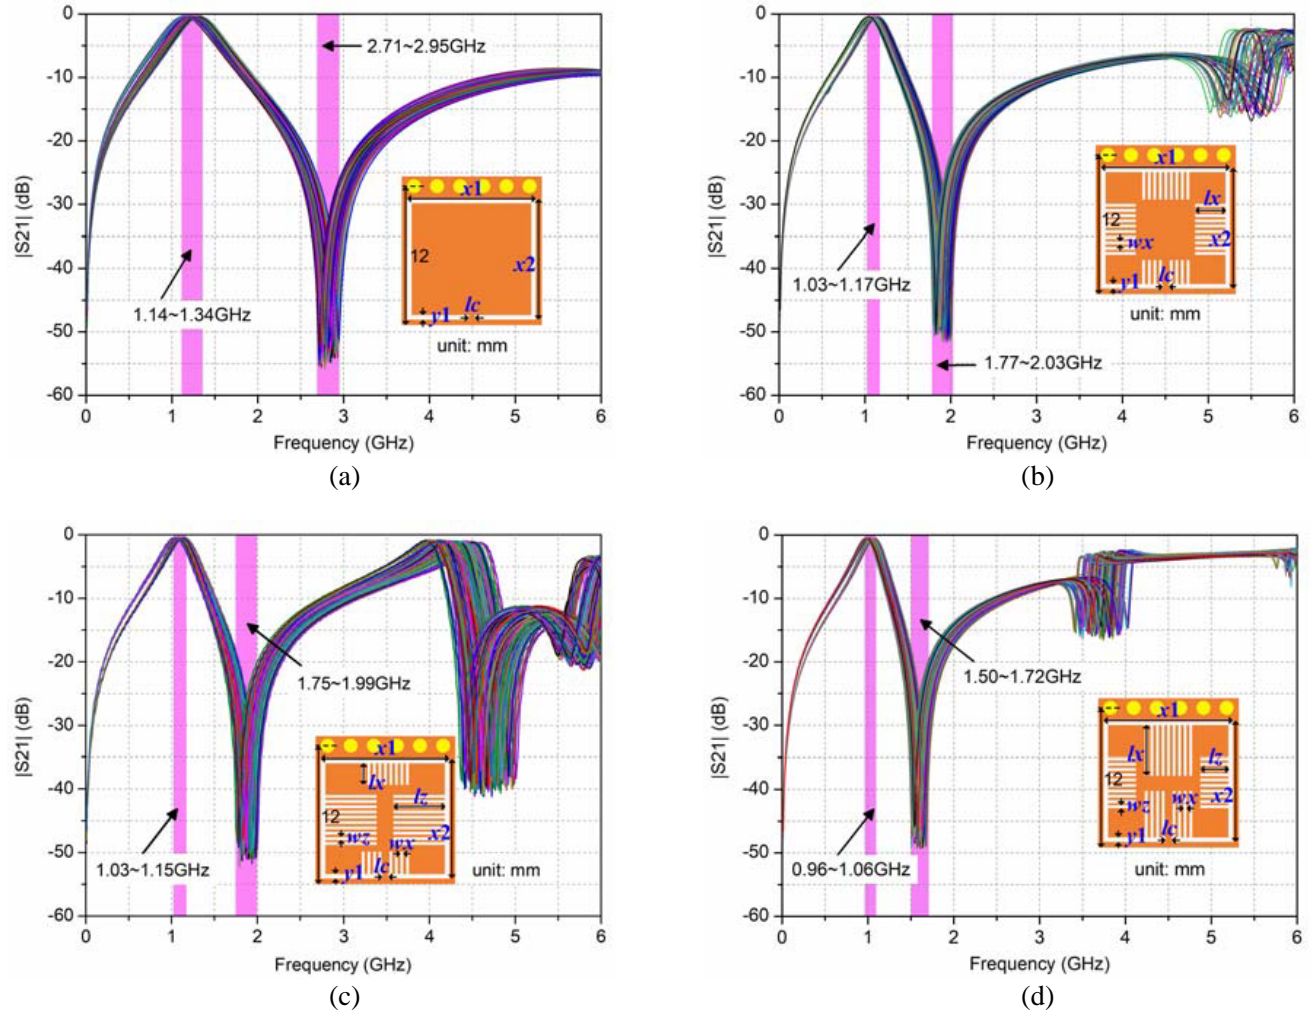 0
-10
-20
-30
-40
-50
-60
|S21| (dB)
2.71~2.95GHz
1.14~1.34GHz
x1
12
x2
lc
y1
unit: mm
0 1 2 3 4 5 6
Frequency (GHz)
(a)
0
-10
-20
-30
-40
-50
-60
|S21| (dB)
x1
lx
12
wx
x2
y1
lc
1.03~1.17GHz
unit: mm
1.77~2.03GHz
0 1 2 3 4 5 6
Frequency (GHz)
(b)
0
-10
-20
-30
-40
-50
-60
|S21| (dB)
1.75~1.99GHz
x1
lx
lz
12
wz
wx
x2
y1
lc
1.03~1.15GHz
unit: mm
0 1 2 3 4 5 6
Frequency (GHz)
(c)
0
-10
-20
-30
-40
-50
-60
|S21| (dB)
1.50~1.72GHz
x1
lx
lz
12
wz
wx
x2
y1
lc
0.96~1.06GHz
unit: mm
0 1 2 3 4 5 6
Frequency (GHz)
(d)